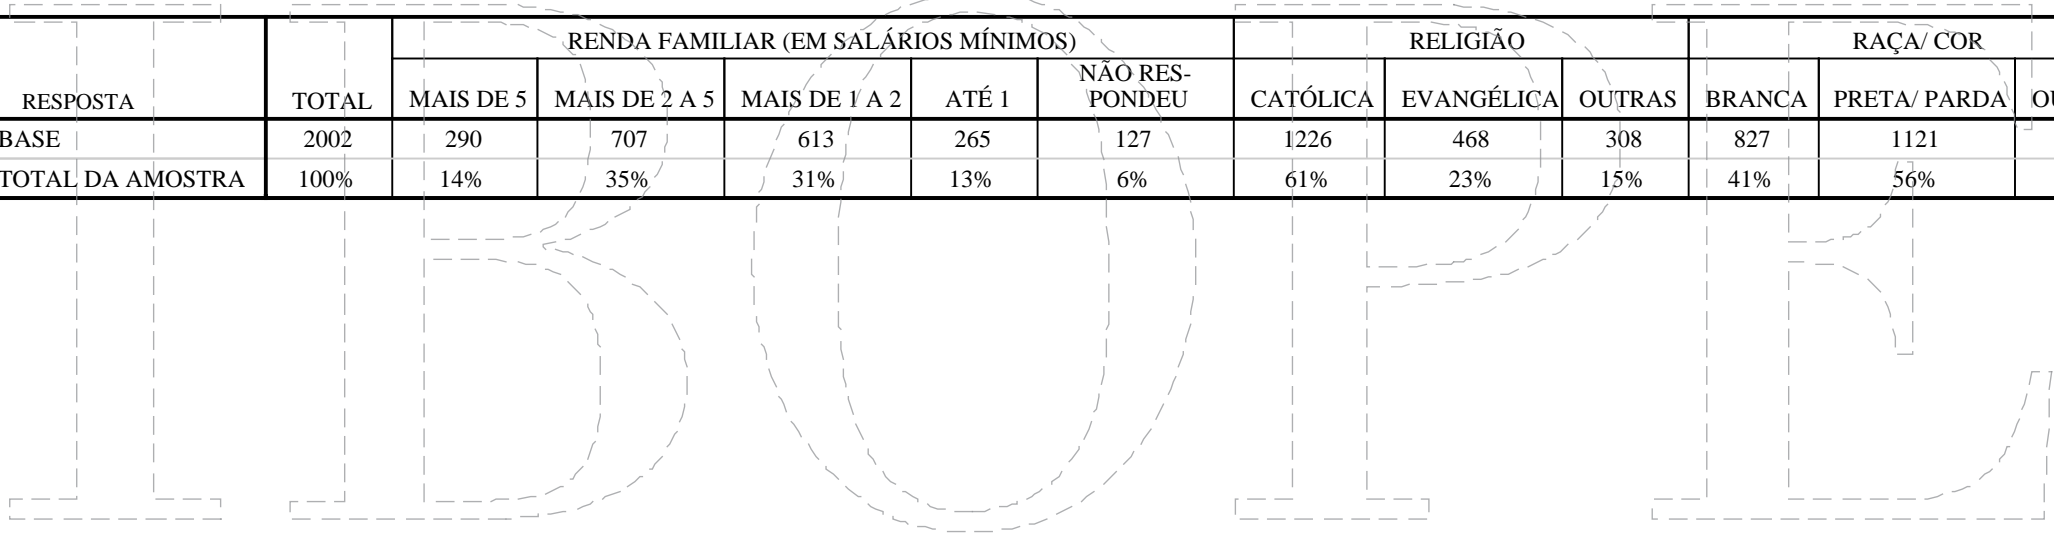 RENDA FAMILIAR (EM SALÁRIOS MÍNIMOS) RELIGIÃO RAÇA/ COR
RESPOSTA TOTAL MAIS DE 5 MAIS DE 2 A 5 MAIS DE 1 A 2 ATÉ 1 NÃO RES-
PONDEU CATÓLICA EVANGÉLICA OUTRAS BRANCA PRETA/ PARDA
BASE 2002 290 707 613 265 127 1226 468 308 827 1121
TOTAL DA AMOSTRA 100% 14% 35% 31% 13% 6% 61% 23% 15% 41% 56%
IBOPE